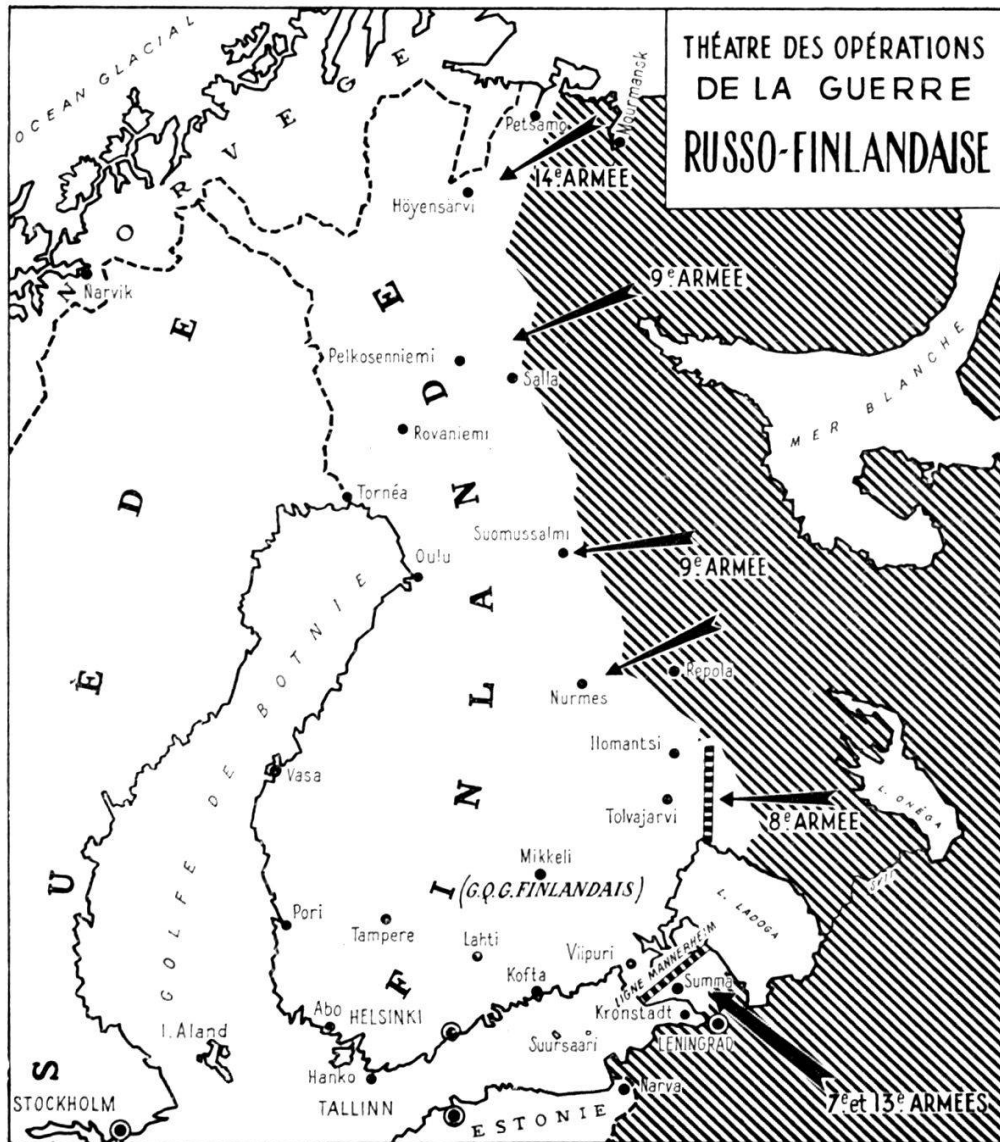 THÉATRE DES OPÉRATIONS
DE LA GUERRE
RUSSO-FINLANDAISE
OCEAN GLACIAL
NORVEGE
Petsamo
Mourmansk
14e ARMÉE
Höyensärvi
Narvik
9e ARMÉE
Pelkosenniemi
Salla
MER BLANCHE
Rovaniemi
SUÈDE
FINLANDE
Tornéa
Suomussalmi
9e ARMÉE
Oulu
GOLFE DE BOTNIE
Repola
Nurmes
Ilomantsi
Vasa
Tolvajarvi
8e ARMÉE
L. ONÉGA
Mikkeli
(G.Q.G. FINLANDAIS)
L. LADOGA
Pori
Tampere
Lahti
Viipuri
LIGNE MANNERHEIM
Kofta
Summa
Abo
HELSINKI
Kronstadt
I. Aland
Suursaari
LENINGRAD
Hanko
Narva
STOCKHOLM
TALLINN
ESTONIE
7e et 13e ARMÉES